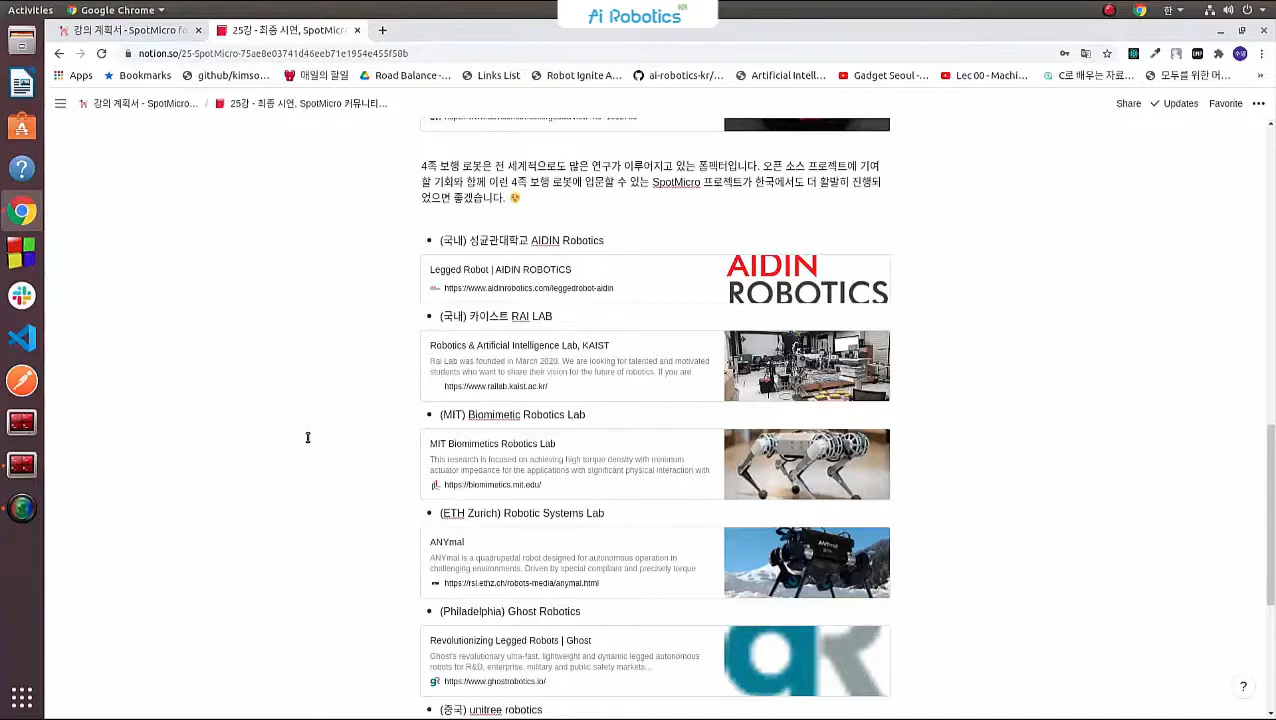 Activities
Google Chrome
Ai Robotics KR
한
강의 계획서 - SpotMicro fo
25강 - 최종 시연, SpotMicr
notion.so/25-SpotMicro-75ae8e03741d46eeb71e1954e455f58b
수정
Apps
Bookmarks
github/kimso...
매일의 할일
Road Balance -...
Links List
Robot Ignite A...
ai-robotics-kr/...
Artificial Intell...
Gadget Seoul -...
Lec 00 - Machi...
C로 배우는 자료...
모두를 위한 머...
강의 계획서 - SpotMicro...
/
25강 - 최종 시연, SpotMicro 커뮤니티...
Share
Updates
Favorite
4족 보행 로봇은 전 세계적으로도 많은 연구가 이루어지고 있는 폼펙터입니다. 오픈 소스 프로젝트에 기여
할 기회와 함께 이런 4족 보행 로봇에 입문할 수 있는 SpotMicro 프로젝트가 한국에서도 더 활발히 진행되
었으면 좋겠습니다. 😉
• (국내) 성균관대학교 AIDIN Robotics
Legged Robot | AIDIN ROBOTICS
https://www.aidinrobotics.com/leggedrobot-aidin
AIDIN
ROBOTICS
• (국내) 카이스트 RAI LAB
Robotics & Artificial Intelligence Lab, KAIST
Rai Lab was founded in March 2020. We are looking for talented and motivated
students who want to share their vision for the future of robotics. If you are
https://www.railab.kaist.ac.kr/
• (MIT) Biomimetic Robotics Lab
MIT Biomimetics Robotics Lab
This research is focused on achieving high torque density with minimum
actuator impedance for the applications with significant physical interaction with
https://biomimetics.mit.edu/
• (ETH Zurich) Robotic Systems Lab
ANYmal
ANYmal is a quadrupedal robot designed for autonomous operation in
challenging environments. Driven by special compliant and precisely torque
https://rsl.ethz.ch/robots-media/anymal.html
ANYmal
• (Philadelphia) Ghost Robotics
Revolutionizing Legged Robots | Ghost
Ghost's revolutionary ultra-fast, lightweight and dynamic legged autonomous
robots for R&D, enterprise, military and public safety markets...
https://www.ghostrobotics.io/
gR
• (중국) unitree robotics
?